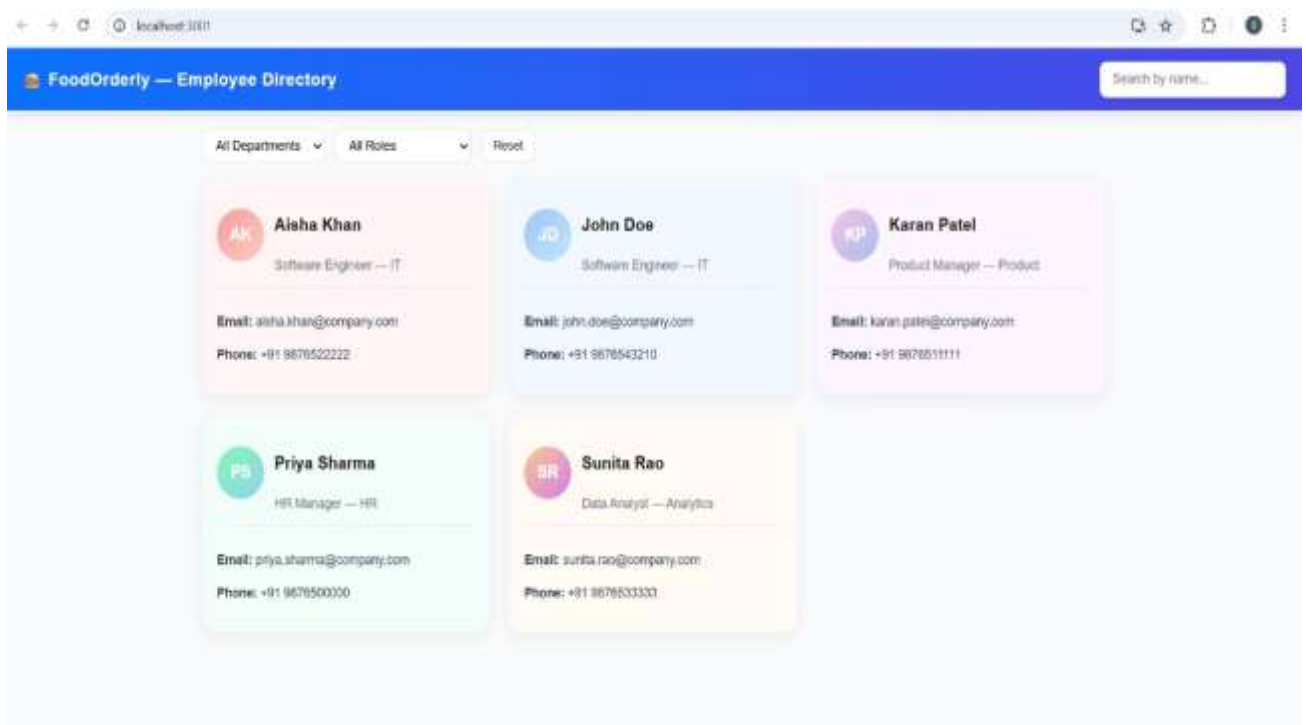 localhost:3001
FoodOrderly — Employee Directory
Search by name...
All Departments All Roles Reset
AK Aisha Khan
Software Engineer — IT
Email: aisha.khan@company.com
Phone: +91 9876522222
JD John Doe
Software Engineer — IT
Email: john.doe@company.com
Phone: +91 9876543210
KP Karan Patel
Product Manager — Product
Email: karan.patel@company.com
Phone: +91 9876511111
PS Priya Sharma
HR Manager — HR
Email: priya.sharma@company.com
Phone: +91 9876500000
SR Sunita Rao
Data Analyst — Analytics
Email: sunita.rao@company.com
Phone: +91 9876533333